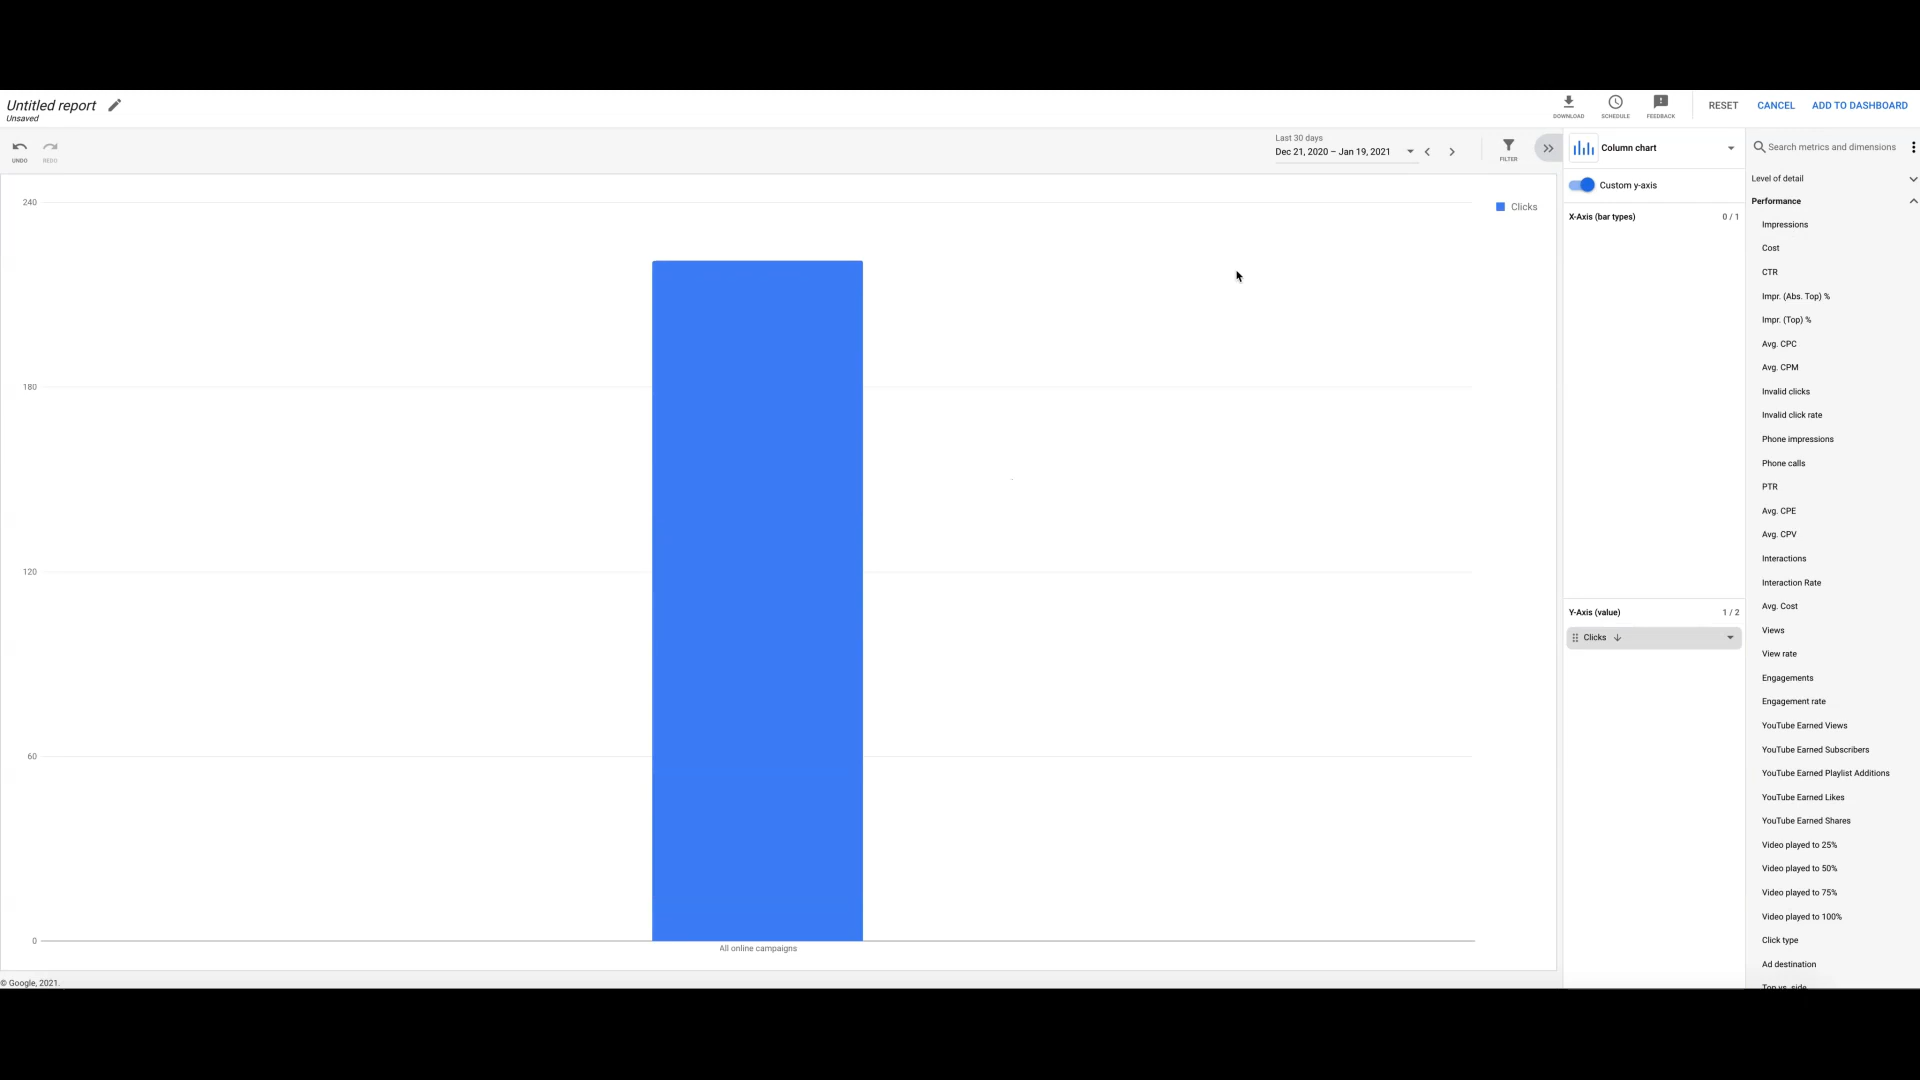 Untitled report
Unsaved
DOWNLOAD
SCHEDULE
FEEDBACK
RESET
CANCEL
ADD TO DASHBOARD
UNDO
REDO
Last 30 days
Dec 21, 2020 – Jan 19, 2021
FILTER
Column chart
Search metrics and dimensions
Custom y-axis
X-Axis (bar types) 0 / 1
Y-Axis (value) 1 / 2
Clicks
Level of detail
Performance
Impressions
Cost
CTR
Impr. (Abs. Top) %
Impr. (Top) %
Avg. CPC
Avg. CPM
Invalid clicks
Invalid click rate
Phone impressions
Phone calls
PTR
Avg. CPE
Avg. CPV
Interactions
Interaction Rate
Avg. Cost
Views
View rate
Engagements
Engagement rate
YouTube Earned Views
YouTube Earned Subscribers
YouTube Earned Playlist Additions
YouTube Earned Likes
YouTube Earned Shares
Video played to 25%
Video played to 50%
Video played to 75%
Video played to 100%
Click type
Ad destination
Top vs. side
240
Clicks
180
120
60
0
All online campaigns
© Google, 2021.